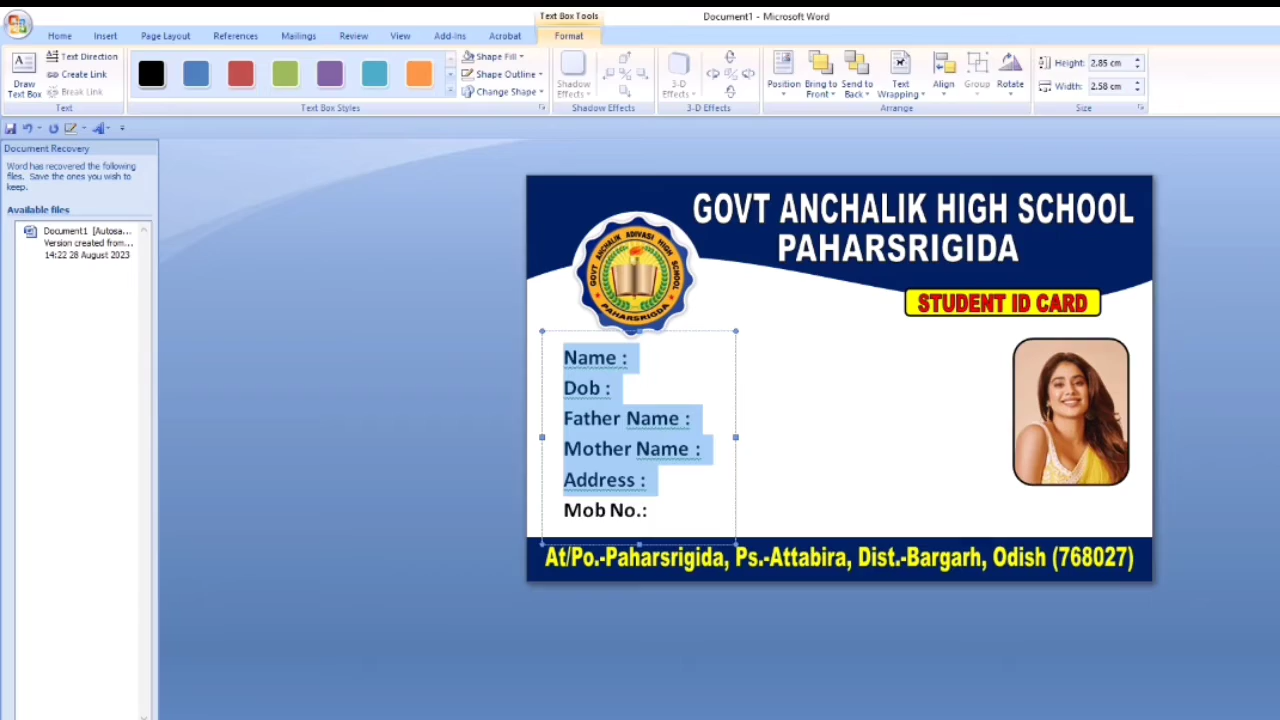 Text Box Tools
Document1 - Microsoft Word
Home Insert Page Layout References Mailings Review View Add-Ins Acrobat Format
Draw Text Box
Text Direction
Create Link
Break Link
Text
Text Box Styles
Shape Fill
Shape Outline
Change Shape
Shadow Effects
Shadow Effects
3-D Effects
3-D Effects
Position
Bring to Front
Send to Back
Text Wrapping
Align
Group
Rotate
Arrange
Height: 2.85 cm
Width: 2.58 cm
Size
Document Recovery
Word has recovered the following
files. Save the ones you wish to
keep.
Available files
Document1 [Autosa...
Version created from...
14:22 28 August 2023
GOVT ANCHALIK HIGH SCHOOL
PAHARSRIGIDA
GOVT ANCHALIK ADIVASI HIGH SCHOOL
PAHARSRIGIDA
STUDENT ID CARD
Name :
Dob :
Father Name :
Mother Name :
Address :
Mob No.:
At/Po.-Paharsrigida, Ps.-Attabira, Dist.-Bargarh, Odish (768027)